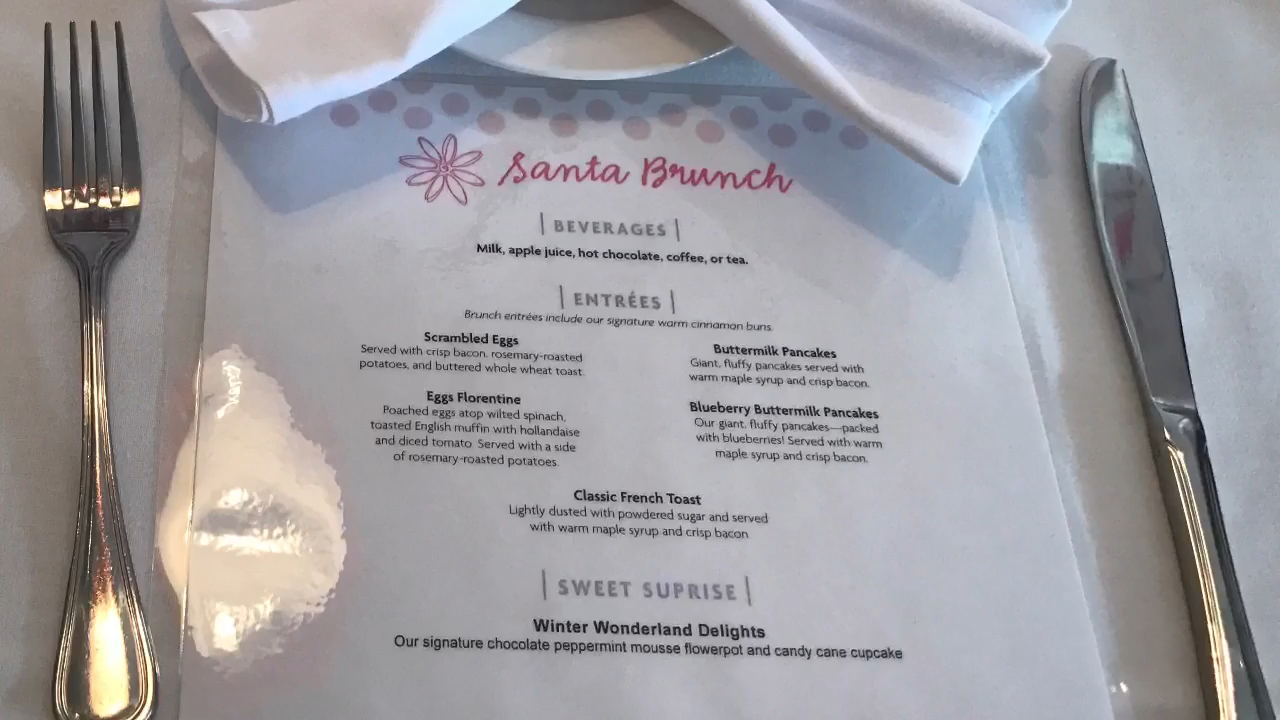 Santa Brunch
| BEVERAGES |
Milk, apple juice, hot chocolate, coffee, or tea.
| ENTRÉES |
Brunch entrées include our signature warm cinnamon buns.
Scrambled Eggs
Served with crisp bacon, rosemary-roasted
potatoes, and buttered whole wheat toast.
Eggs Florentine
Poached eggs atop wilted spinach,
toasted English muffin with hollandaise
and diced tomato. Served with a side
of rosemary-roasted potatoes.
Buttermilk Pancakes
Giant, fluffy pancakes served with
warm maple syrup and crisp bacon.
Blueberry Buttermilk Pancakes
Our giant, fluffy pancakes—packed
with blueberries! Served with warm
maple syrup and crisp bacon.
Classic French Toast
Lightly dusted with powdered sugar and served
with warm maple syrup and crisp bacon
| SWEET SUPRISE |
Winter Wonderland Delights
Our signature chocolate peppermint mousse flowerpot and candy cane cupcake